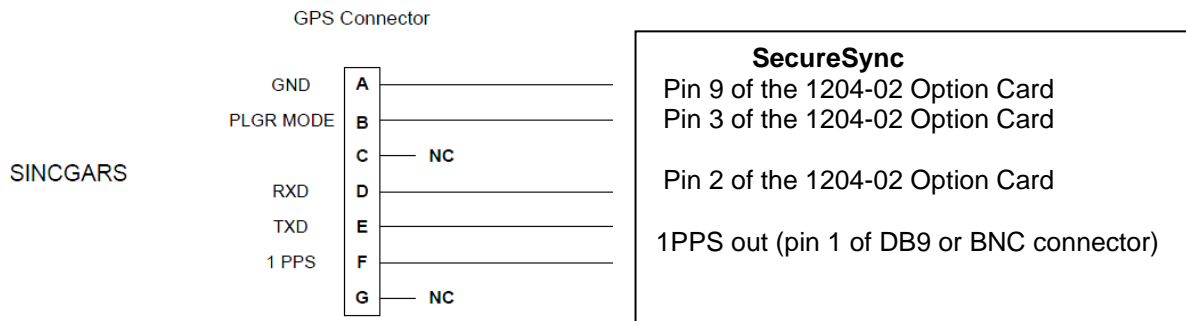 GPS Connector
SecureSync
GND A Pin 9 of the 1204-02 Option Card
PLGR MODE B Pin 3 of the 1204-02 Option Card
C NC
SINCGARS
RXD D Pin 2 of the 1204-02 Option Card
TXD E
1PPS out (pin 1 of DB9 or BNC connector)
1 PPS F
G NC